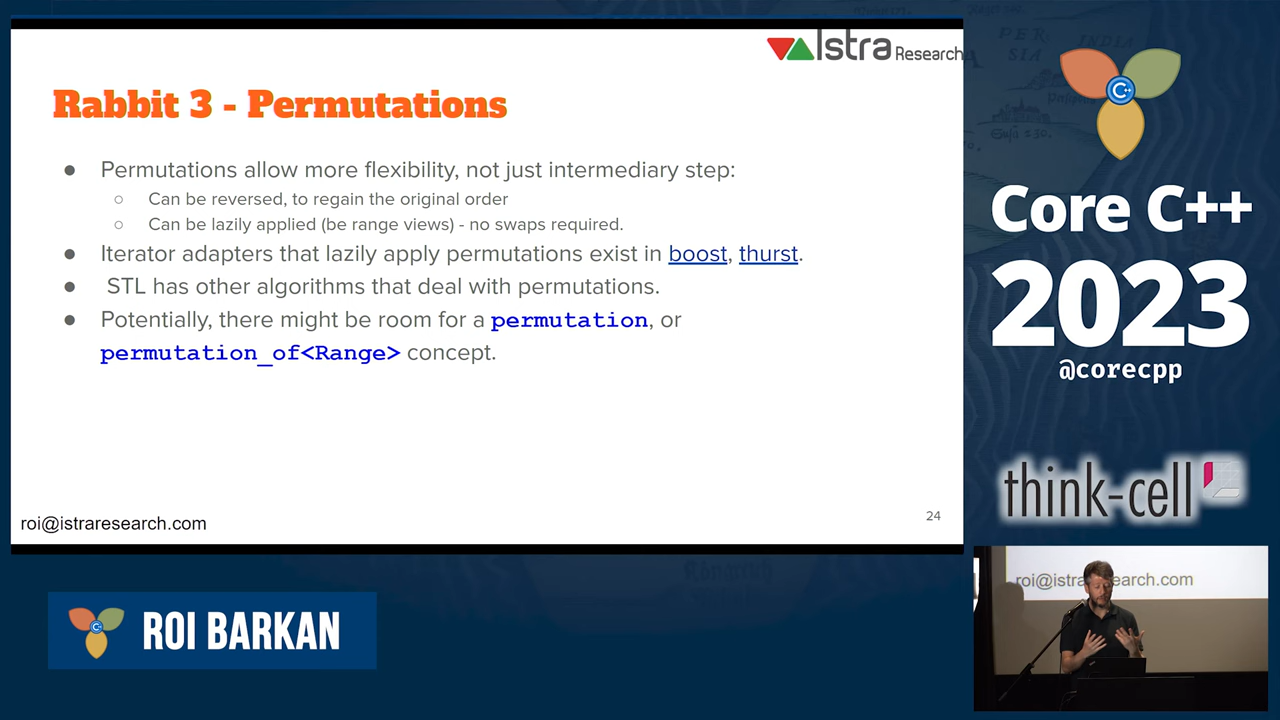 Istra Research
Rabbit 3 - Permutations
● Permutations allow more flexibility, not just intermediary step:
○ Can be reversed, to regain the original order
○ Can be lazily applied (be range views) - no swaps required.
● Iterator adapters that lazily apply permutations exist in boost, thurst.
● STL has other algorithms that deal with permutations.
● Potentially, there might be room for a permutation, or
permutation_of<Range> concept.
roi@istraresearch.com
24
C++
Core C++
2023
@corecpp
think-cell
roi@istra earch.com
C++
ROI BARKAN